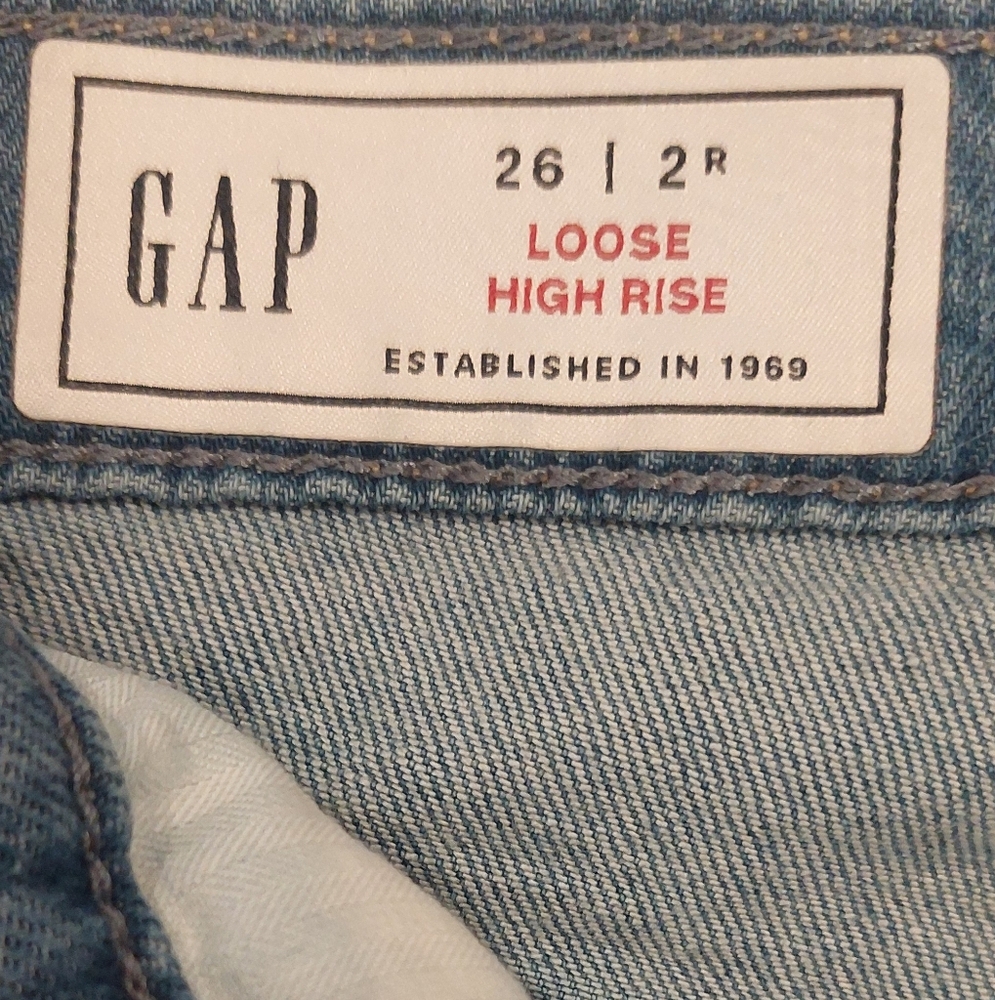 GAP
26 | 2R
LOOSE
HIGH RISE
ESTABLISHED IN 1969